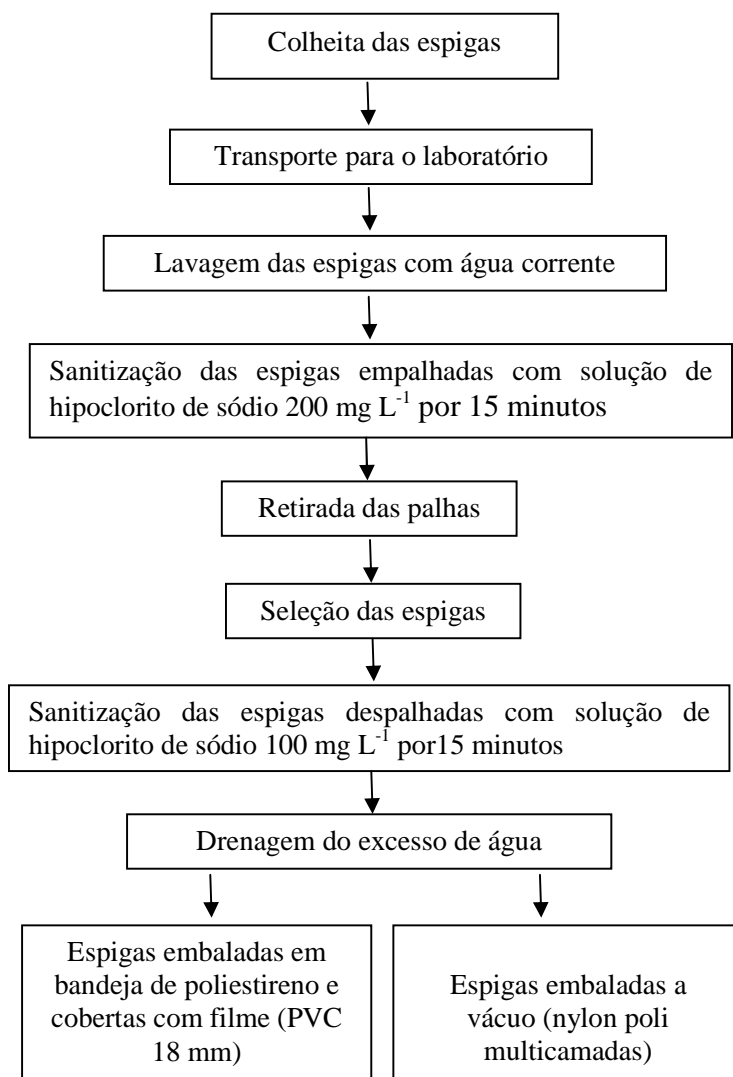 Colheita das espigas
Transporte para o laboratório
Lavagem das espigas com água corrente
Sanitização das espigas empalhadas com solução de
hipoclorito de sódio 200 mg L⁻¹ por 15 minutos
Retirada das palhas
Seleção das espigas
Sanitização das espigas despalhadas com solução de
hipoclorito de sódio 100 mg L⁻¹ por15 minutos
Drenagem do excesso de água
Espigas embaladas em
bandeja de poliestireno e
cobertas com filme (PVC
18 mm)
Espigas embaladas a
vácuo (nylon poli
multicamadas)